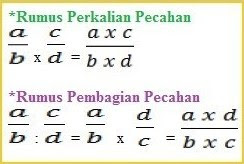 *Rumus Perkalian Pecahan
a c a x c
b x d = b x d
*Rumus Pembagian Pecahan
a c a d a x d
b : d = b x c = b x c